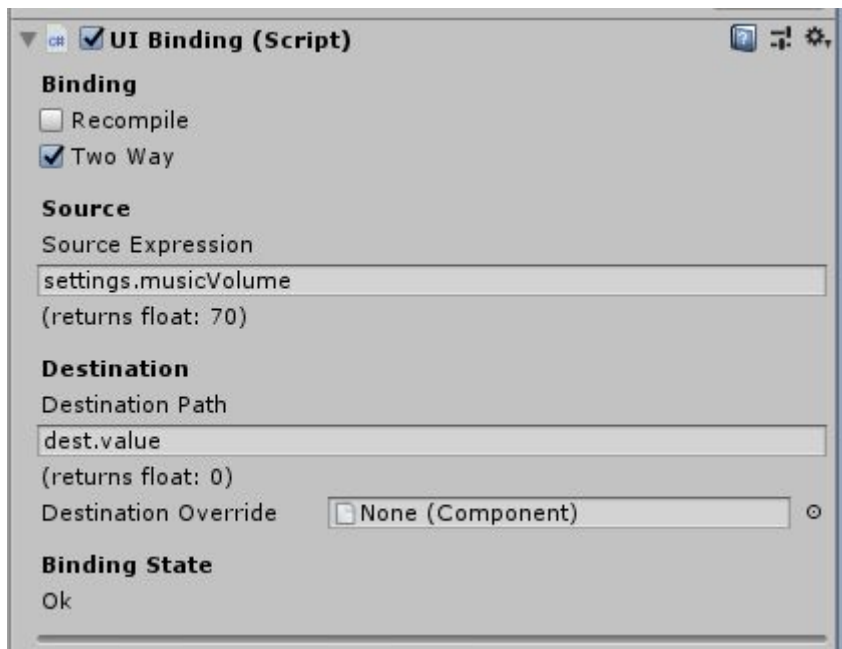 c# UI Binding (Script)
Binding
Recompile
Two Way
Source
Source Expression
settings.musicVolume
(returns float: 70)
Destination
Destination Path
dest.value
(returns float: 0)
Destination Override None (Component)
Binding State
Ok